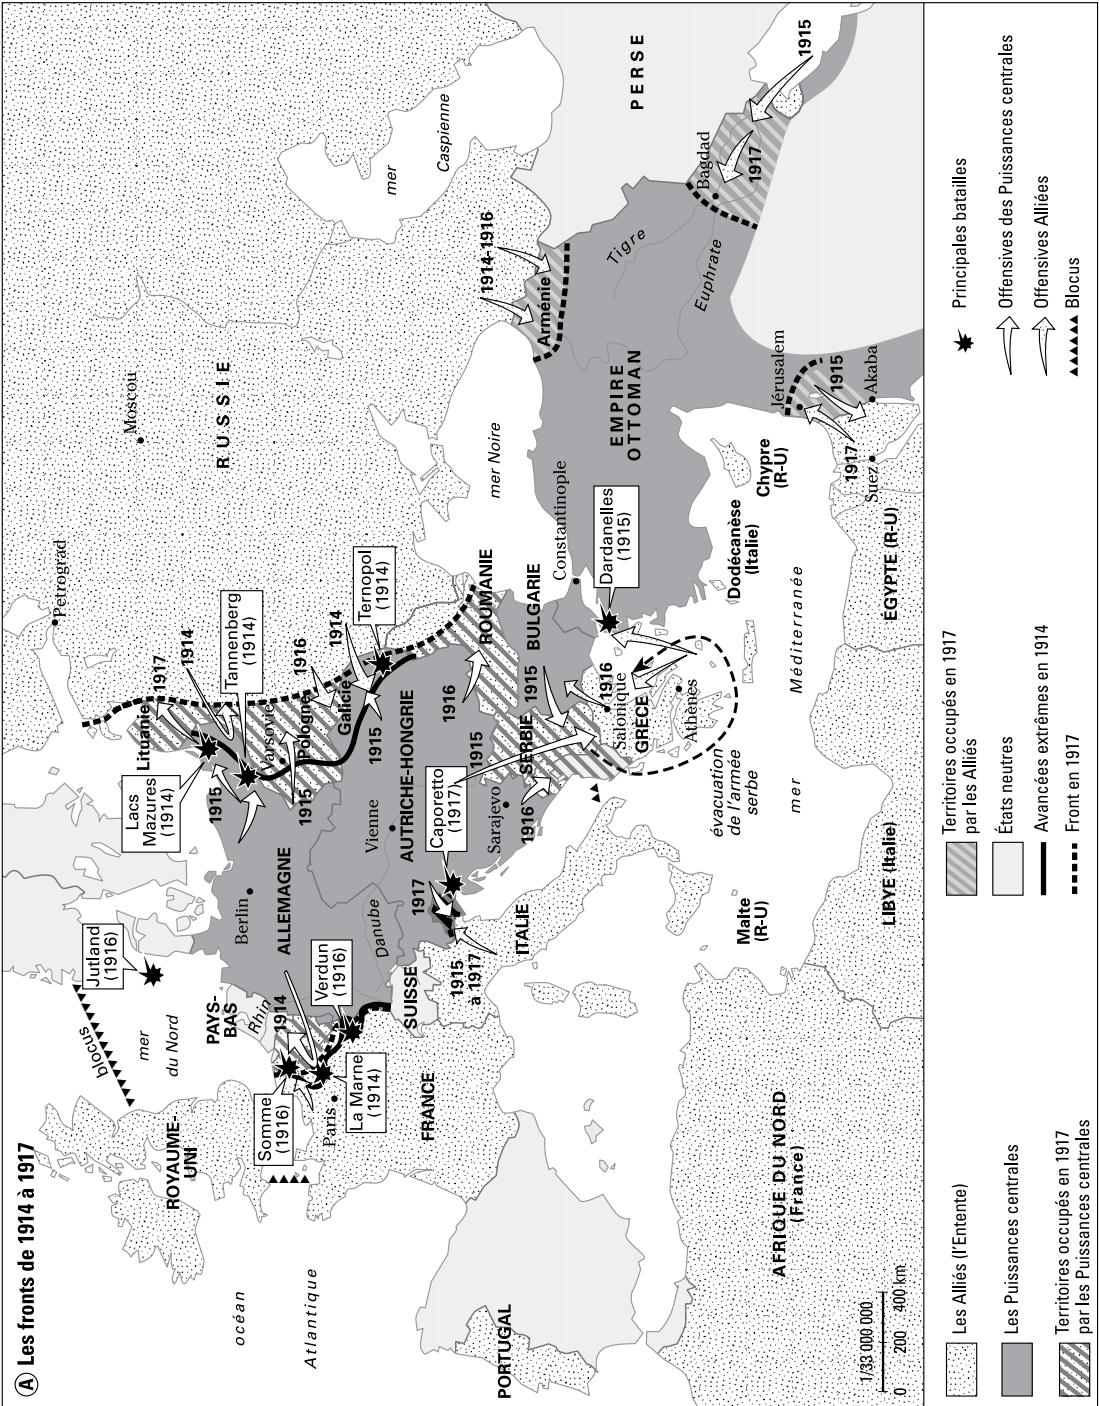 A Les fronts de 1914 à 1917
océan
Atlantique
PORTUGAL
ROYAUME-
UNI
blocus
mer
du Nord
Jutland
(1916)
PAYS-
BAS
Rhin
1914
Somme
(1916)
Paris
La Marne
(1914)
Verdun
(1916)
FRANCE
SUISSE
Berlin
ALLEMAGNE
Danube
Vienne
AUTRICHE-HONGRIE
1917
1915
à 1917
ITALIE
Caporetto
(1917)
Sarajevo
1916
SERBIE
1915
1915
Lacs
Mazures
(1914)
1915
Lituanie
1917
1914
Tannenberg
(1914)
Varsovie
Pologne
1915
1916
Galicie
1914
1915
Ternopol
(1914)
1916
ROUMANIE
BULGARIE
Petrograd
Moscou
RUSSIE
mer Noire
Constantinople
Dardanelles
(1915)
1916
Salonique
GRÈCE
Athènes
évacuation
de l'armée
serbe
mer
Méditerranée
Dodécanèse
(Italie)
Chypre
(R-U)
Malte
(R-U)
AFRIQUE DU NORD
(France)
LIBYE (Italie)
ÉGYPTE (R-U)
Suez
1917
1915
Akaba
Jérusalem
EMPIRE
OTTOMAN
Arménie
1914-1916
mer
Caspienne
Tigre
Euphrate
Bagdad
1917
1915
PERSE
1/33 000 000
0 200 400 km
Les Alliés (l'Entente)
Les Puissances centrales
Territoires occupés en 1917
par les Puissances centrales
Territoires occupés en 1917
par les Alliés
États neutres
Avancées extrêmes en 1914
Front en 1917
Principales batailles
Offensives des Puissances centrales
Offensives Alliées
Blocus